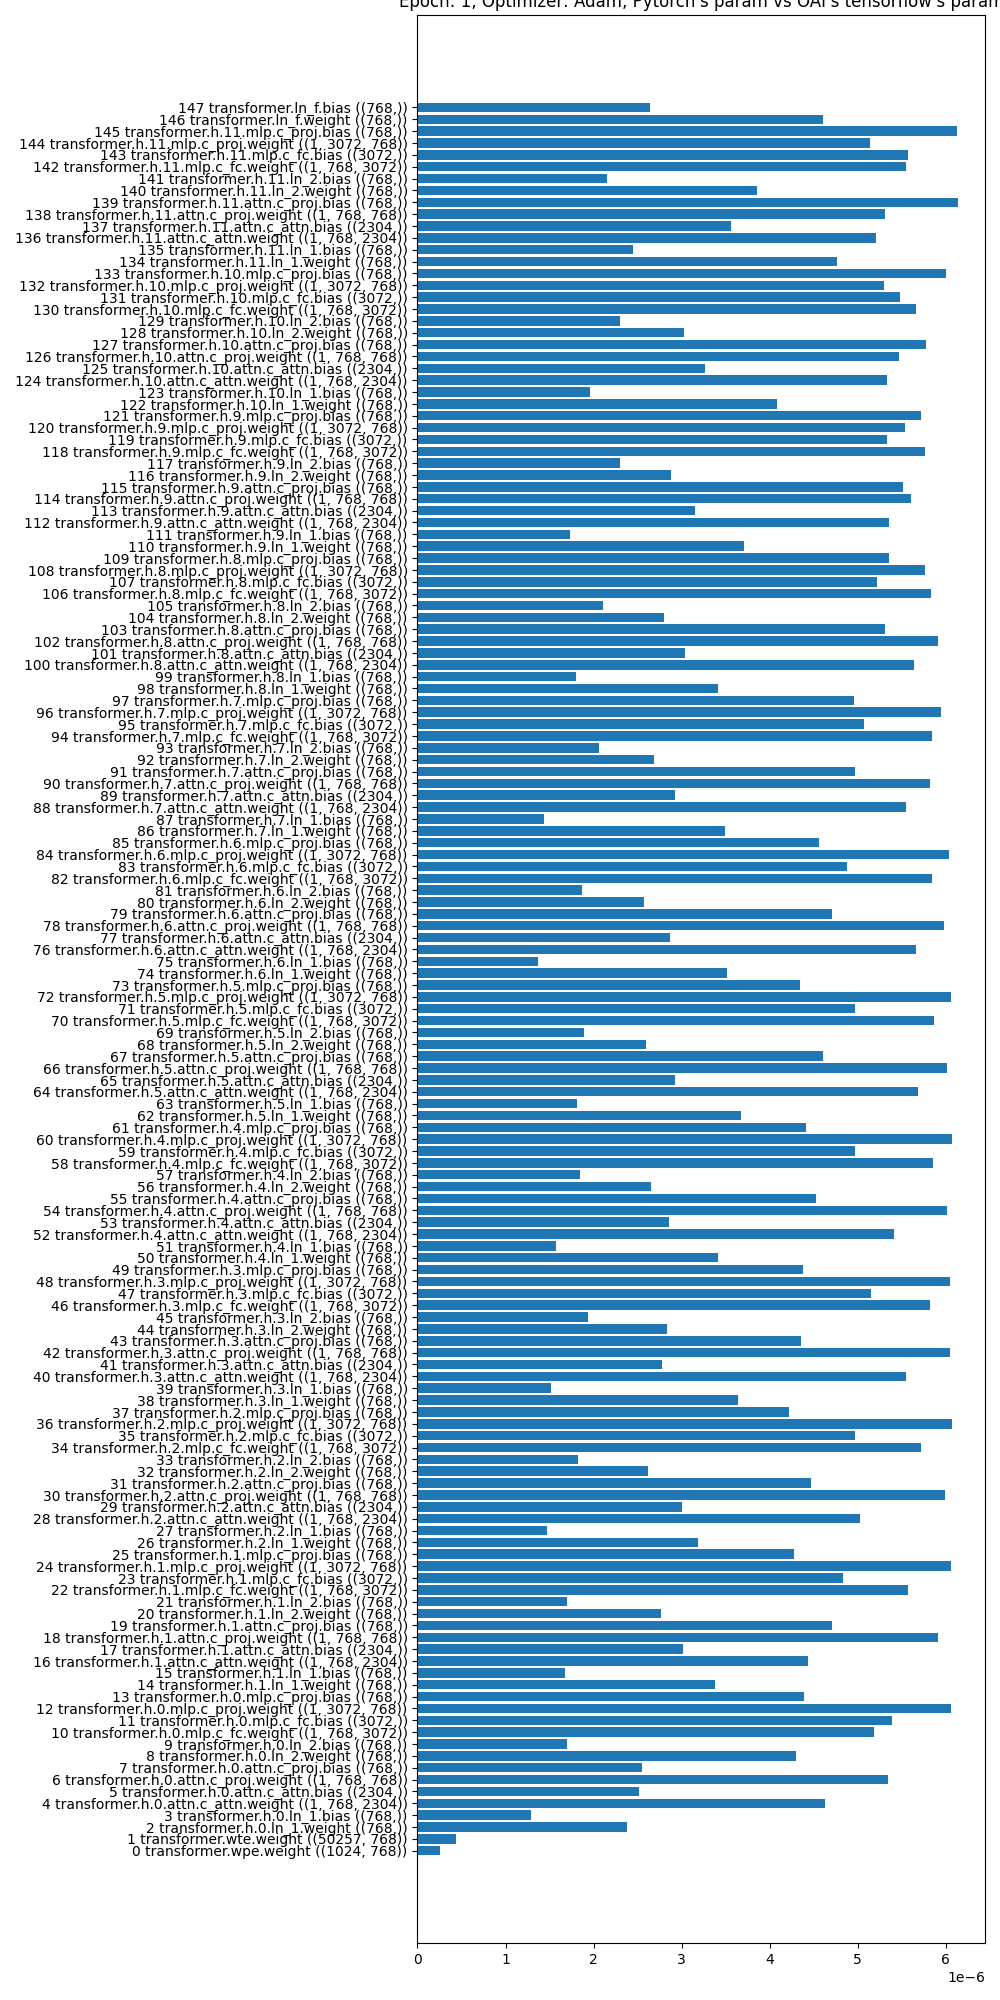 Epoch: 1, Optimizer: Adam, Pytorch's param vs OAI's tensorflow's param
147 transformer.ln_f.bias ((768,))
146 transformer.ln_f.weight ((768,))
145 transformer.h.11.mlp.c_proj.bias ((768,))
144 transformer.h.11.mlp.c_proj.weight ((1, 3072, 768))
143 transformer.h.11.mlp.c_fc.bias ((3072,))
142 transformer.h.11.mlp.c_fc.weight ((1, 768, 3072))
141 transformer.h.11.ln_2.bias ((768,))
140 transformer.h.11.ln_2.weight ((768,))
139 transformer.h.11.attn.c_proj.bias ((768,))
138 transformer.h.11.attn.c_proj.weight ((1, 768, 768))
137 transformer.h.11.attn.c_attn.bias ((2304,))
136 transformer.h.11.attn.c_attn.weight ((1, 768, 2304))
135 transformer.h.11.ln_1.bias ((768,))
134 transformer.h.11.ln_1.weight ((768,))
133 transformer.h.10.mlp.c_proj.bias ((768,))
132 transformer.h.10.mlp.c_proj.weight ((1, 3072, 768))
131 transformer.h.10.mlp.c_fc.bias ((3072,))
130 transformer.h.10.mlp.c_fc.weight ((1, 768, 3072))
129 transformer.h.10.ln_2.bias ((768,))
128 transformer.h.10.ln_2.weight ((768,))
127 transformer.h.10.attn.c_proj.bias ((768,))
126 transformer.h.10.attn.c_proj.weight ((1, 768, 768))
125 transformer.h.10.attn.c_attn.bias ((2304,))
124 transformer.h.10.attn.c_attn.weight ((1, 768, 2304))
123 transformer.h.10.ln_1.bias ((768,))
122 transformer.h.10.ln_1.weight ((768,))
121 transformer.h.9.mlp.c_proj.bias ((768,))
120 transformer.h.9.mlp.c_proj.weight ((1, 3072, 768))
119 transformer.h.9.mlp.c_fc.bias ((3072,))
118 transformer.h.9.mlp.c_fc.weight ((1, 768, 3072))
117 transformer.h.9.ln_2.bias ((768,))
116 transformer.h.9.ln_2.weight ((768,))
115 transformer.h.9.attn.c_proj.bias ((768,))
114 transformer.h.9.attn.c_proj.weight ((1, 768, 768))
113 transformer.h.9.attn.c_attn.bias ((2304,))
112 transformer.h.9.attn.c_attn.weight ((1, 768, 2304))
111 transformer.h.9.ln_1.bias ((768,))
110 transformer.h.9.ln_1.weight ((768,))
109 transformer.h.8.mlp.c_proj.bias ((768,))
108 transformer.h.8.mlp.c_proj.weight ((1, 3072, 768))
107 transformer.h.8.mlp.c_fc.bias ((3072,))
106 transformer.h.8.mlp.c_fc.weight ((1, 768, 3072))
105 transformer.h.8.ln_2.bias ((768,))
104 transformer.h.8.ln_2.weight ((768,))
103 transformer.h.8.attn.c_proj.bias ((768,))
102 transformer.h.8.attn.c_proj.weight ((1, 768, 768))
101 transformer.h.8.attn.c_attn.bias ((2304,))
100 transformer.h.8.attn.c_attn.weight ((1, 768, 2304))
99 transformer.h.8.ln_1.bias ((768,))
98 transformer.h.8.ln_1.weight ((768,))
97 transformer.h.7.mlp.c_proj.bias ((768,))
96 transformer.h.7.mlp.c_proj.weight ((1, 3072, 768))
95 transformer.h.7.mlp.c_fc.bias ((3072,))
94 transformer.h.7.mlp.c_fc.weight ((1, 768, 3072))
93 transformer.h.7.ln_2.bias ((768,))
92 transformer.h.7.ln_2.weight ((768,))
91 transformer.h.7.attn.c_proj.bias ((768,))
90 transformer.h.7.attn.c_proj.weight ((1, 768, 768))
89 transformer.h.7.attn.c_attn.bias ((2304,))
88 transformer.h.7.attn.c_attn.weight ((1, 768, 2304))
87 transformer.h.7.ln_1.bias ((768,))
86 transformer.h.7.ln_1.weight ((768,))
85 transformer.h.6.mlp.c_proj.bias ((768,))
84 transformer.h.6.mlp.c_proj.weight ((1, 3072, 768))
83 transformer.h.6.mlp.c_fc.bias ((3072,))
82 transformer.h.6.mlp.c_fc.weight ((1, 768, 3072))
81 transformer.h.6.ln_2.bias ((768,))
80 transformer.h.6.ln_2.weight ((768,))
79 transformer.h.6.attn.c_proj.bias ((768,))
78 transformer.h.6.attn.c_proj.weight ((1, 768, 768))
77 transformer.h.6.attn.c_attn.bias ((2304,))
76 transformer.h.6.attn.c_attn.weight ((1, 768, 2304))
75 transformer.h.6.ln_1.bias ((768,))
74 transformer.h.6.ln_1.weight ((768,))
73 transformer.h.5.mlp.c_proj.bias ((768,))
72 transformer.h.5.mlp.c_proj.weight ((1, 3072, 768))
71 transformer.h.5.mlp.c_fc.bias ((3072,))
70 transformer.h.5.mlp.c_fc.weight ((1, 768, 3072))
69 transformer.h.5.ln_2.bias ((768,))
68 transformer.h.5.ln_2.weight ((768,))
67 transformer.h.5.attn.c_proj.bias ((768,))
66 transformer.h.5.attn.c_proj.weight ((1, 768, 768))
65 transformer.h.5.attn.c_attn.bias ((2304,))
64 transformer.h.5.attn.c_attn.weight ((1, 768, 2304))
63 transformer.h.5.ln_1.bias ((768,))
62 transformer.h.5.ln_1.weight ((768,))
61 transformer.h.4.mlp.c_proj.bias ((768,))
60 transformer.h.4.mlp.c_proj.weight ((1, 3072, 768))
59 transformer.h.4.mlp.c_fc.bias ((3072,))
58 transformer.h.4.mlp.c_fc.weight ((1, 768, 3072))
57 transformer.h.4.ln_2.bias ((768,))
56 transformer.h.4.ln_2.weight ((768,))
55 transformer.h.4.attn.c_proj.bias ((768,))
54 transformer.h.4.attn.c_proj.weight ((1, 768, 768))
53 transformer.h.4.attn.c_attn.bias ((2304,))
52 transformer.h.4.attn.c_attn.weight ((1, 768, 2304))
51 transformer.h.4.ln_1.bias ((768,))
50 transformer.h.4.ln_1.weight ((768,))
49 transformer.h.3.mlp.c_proj.bias ((768,))
48 transformer.h.3.mlp.c_proj.weight ((1, 3072, 768))
47 transformer.h.3.mlp.c_fc.bias ((3072,))
46 transformer.h.3.mlp.c_fc.weight ((1, 768, 3072))
45 transformer.h.3.ln_2.bias ((768,))
44 transformer.h.3.ln_2.weight ((768,))
43 transformer.h.3.attn.c_proj.bias ((768,))
42 transformer.h.3.attn.c_proj.weight ((1, 768, 768))
41 transformer.h.3.attn.c_attn.bias ((2304,))
40 transformer.h.3.attn.c_attn.weight ((1, 768, 2304))
39 transformer.h.3.ln_1.bias ((768,))
38 transformer.h.3.ln_1.weight ((768,))
37 transformer.h.2.mlp.c_proj.bias ((768,))
36 transformer.h.2.mlp.c_proj.weight ((1, 3072, 768))
35 transformer.h.2.mlp.c_fc.bias ((3072,))
34 transformer.h.2.mlp.c_fc.weight ((1, 768, 3072))
33 transformer.h.2.ln_2.bias ((768,))
32 transformer.h.2.ln_2.weight ((768,))
31 transformer.h.2.attn.c_proj.bias ((768,))
30 transformer.h.2.attn.c_proj.weight ((1, 768, 768))
29 transformer.h.2.attn.c_attn.bias ((2304,))
28 transformer.h.2.attn.c_attn.weight ((1, 768, 2304))
27 transformer.h.2.ln_1.bias ((768,))
26 transformer.h.2.ln_1.weight ((768,))
25 transformer.h.1.mlp.c_proj.bias ((768,))
24 transformer.h.1.mlp.c_proj.weight ((1, 3072, 768))
23 transformer.h.1.mlp.c_fc.bias ((3072,))
22 transformer.h.1.mlp.c_fc.weight ((1, 768, 3072))
21 transformer.h.1.ln_2.bias ((768,))
20 transformer.h.1.ln_2.weight ((768,))
19 transformer.h.1.attn.c_proj.bias ((768,))
18 transformer.h.1.attn.c_proj.weight ((1, 768, 768))
17 transformer.h.1.attn.c_attn.bias ((2304,))
16 transformer.h.1.attn.c_attn.weight ((1, 768, 2304))
15 transformer.h.1.ln_1.bias ((768,))
14 transformer.h.1.ln_1.weight ((768,))
13 transformer.h.0.mlp.c_proj.bias ((768,))
12 transformer.h.0.mlp.c_proj.weight ((1, 3072, 768))
11 transformer.h.0.mlp.c_fc.bias ((3072,))
10 transformer.h.0.mlp.c_fc.weight ((1, 768, 3072))
9 transformer.h.0.ln_2.bias ((768,))
8 transformer.h.0.ln_2.weight ((768,))
7 transformer.h.0.attn.c_proj.bias ((768,))
6 transformer.h.0.attn.c_proj.weight ((1, 768, 768))
5 transformer.h.0.attn.c_attn.bias ((2304,))
4 transformer.h.0.attn.c_attn.weight ((1, 768, 2304))
3 transformer.h.0.ln_1.bias ((768,))
2 transformer.h.0.ln_1.weight ((768,))
1 transformer.wte.weight ((50257, 768))
0 transformer.wpe.weight ((1024, 768))
0 1 2 3 4 5 6
1e−6